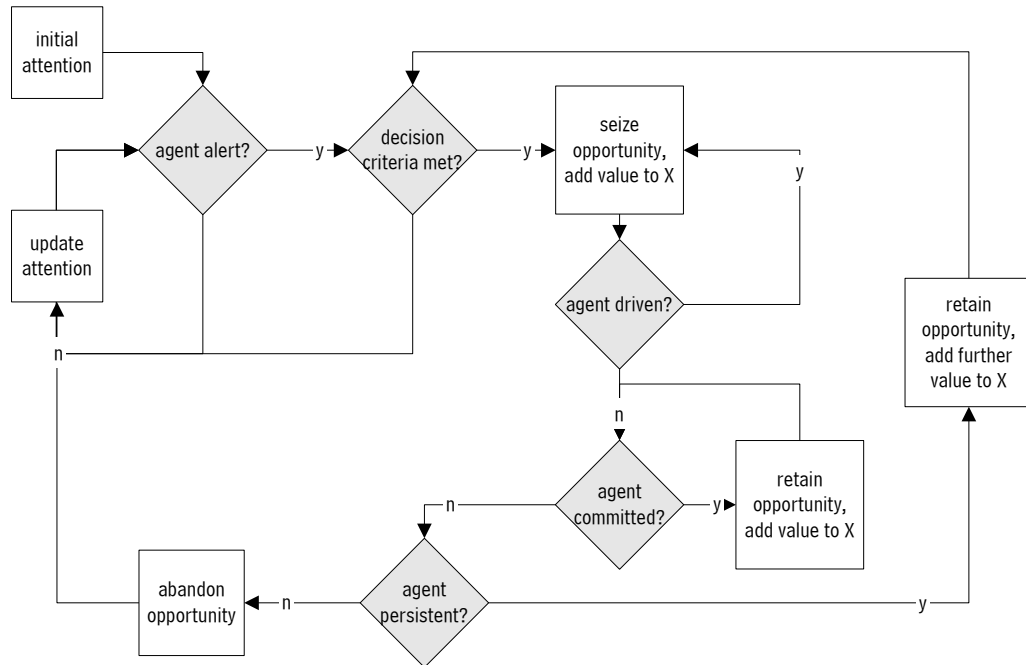 initial
attention
agent alert?
y
decision
criteria met?
y
seize
opportunity,
add value to X
y
update
attention
n
agent driven?
retain
opportunity,
add further
value to X
n
agent
committed?
y
retain
opportunity,
add value to X
n
abandon
opportunity
n
agent
persistent?
y